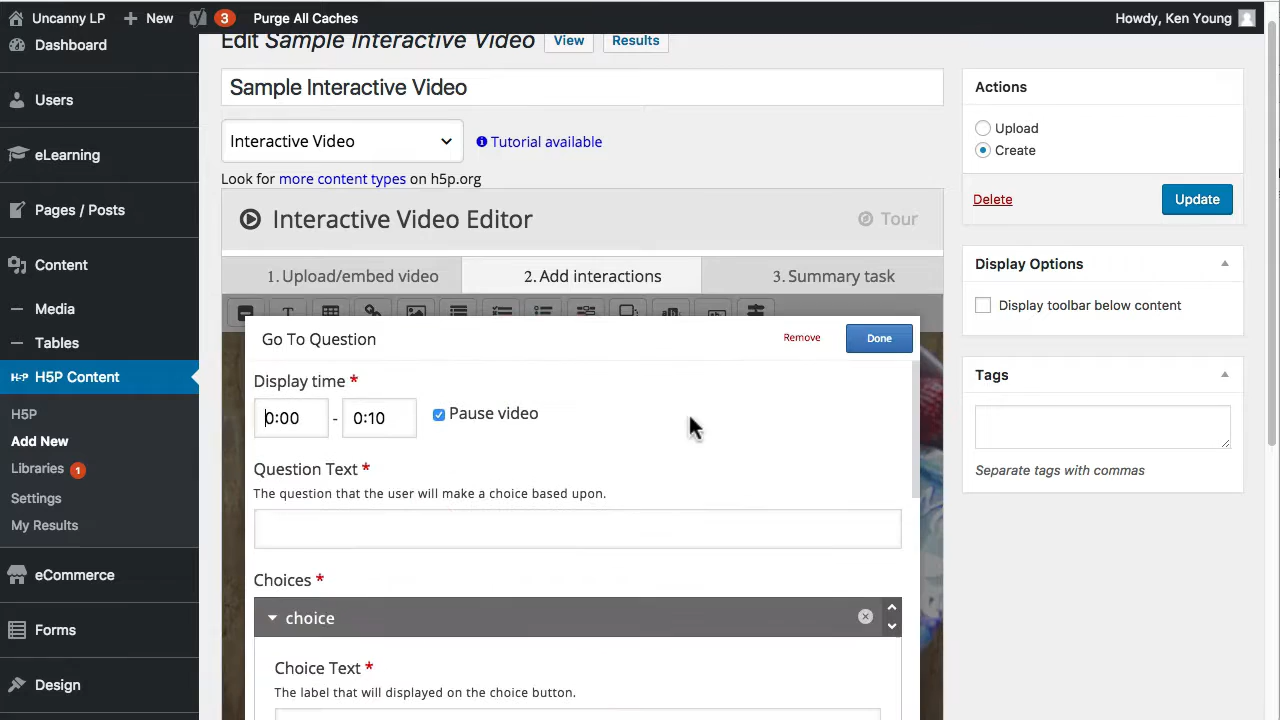 Uncanny LP
New
3
Purge All Caches
Howdy, Ken Young
Dashboard
Users
eLearning
Pages / Posts
Content
Media
Tables
H5P Content
H5P
Add New
Libraries 1
Settings
My Results
eCommerce
Forms
Design
Edit Sample Interactive Video
View
Results
Sample Interactive Video
Interactive Video
Tutorial available
Look for more content types on h5p.org
Interactive Video Editor
Tour
1. Upload/embed video
2. Add interactions
3. Summary task
Go To Question
Remove
Done
Display time *
0:00 - 0:10
Pause video
Question Text *
The question that the user will make a choice based upon.
Choices *
choice
Choice Text *
The label that will displayed on the choice button.
Actions
Upload
Create
Delete
Update
Display Options
Display toolbar below content
Tags
Separate tags with commas